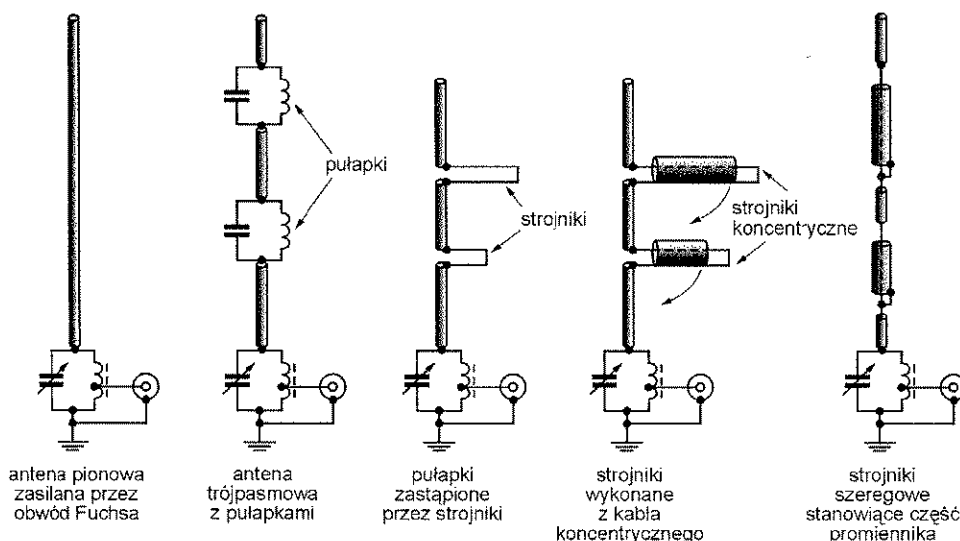 pułapki
strojniki
strojniki
koncentryczne
antena pionowa
zasilana przez
obwód Fuchsa
antena
trójpasmowa
z pułapkami
pułapki
zastąpione
przez strojniki
strojniki
wykonane
z kabla
koncentrycznego
strojniki
szeregowe
stanowiące część
promiennika